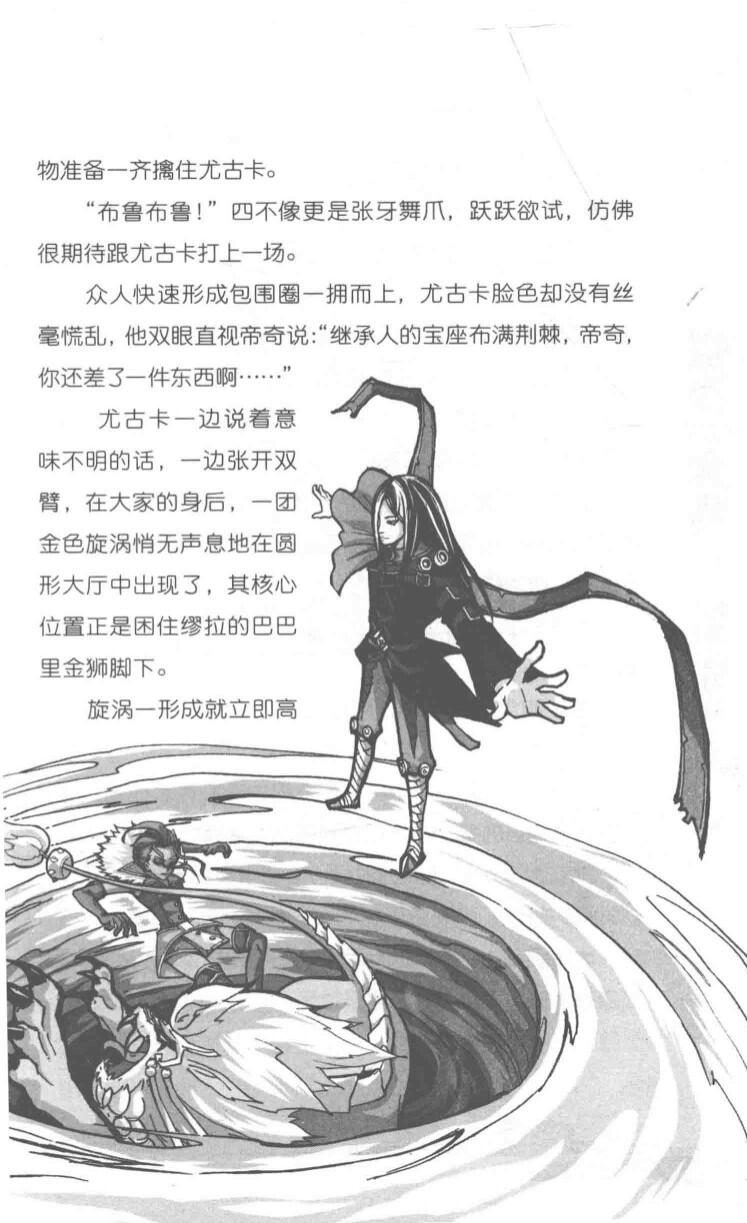 物准备一齐擒住尤古卡。
“布鲁布鲁！”四不像更是张牙舞爪，跃跃欲试，仿佛
很期待跟尤古卡打上一场。
众人快速形成包围圈一拥而上，尤古卡脸色却没有丝
毫慌乱，他双眼直视帝奇说：“继承人的宝座布满荆棘，帝奇，
你还差了一件东西啊……”
尤古卡一边说着意
味不明的话，一边张开双
臂，在大家的身后，一团
金色旋涡悄无声息地在圆
形大厅中出现了，其核心
位置正是困住缪拉的巴巴
里金狮脚下。
旋涡一形成就立即高